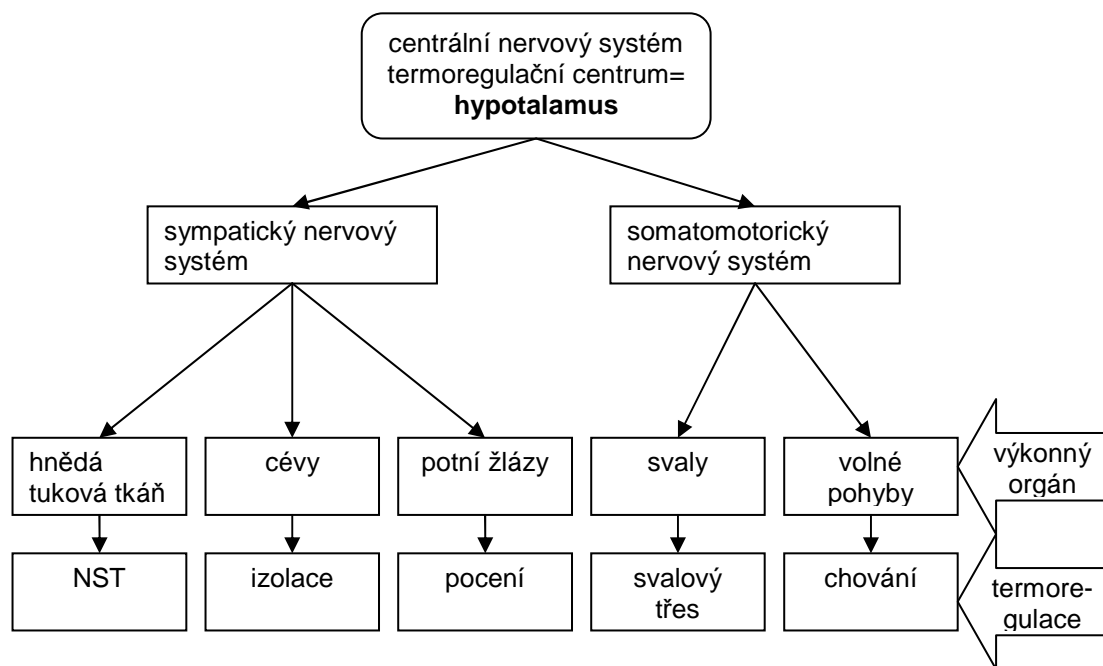 centrální nervový systém
termoregulační centrum=
hypotalamus
sympatický nervový
systém
somatomotorický
nervový systém
hnědá
tuková tkáň
cévy
potní žlázy
svaly
volné
pohyby
výkonný
orgán
NST
izolace
pocení
svalový
třes
chování
termore-
gulace